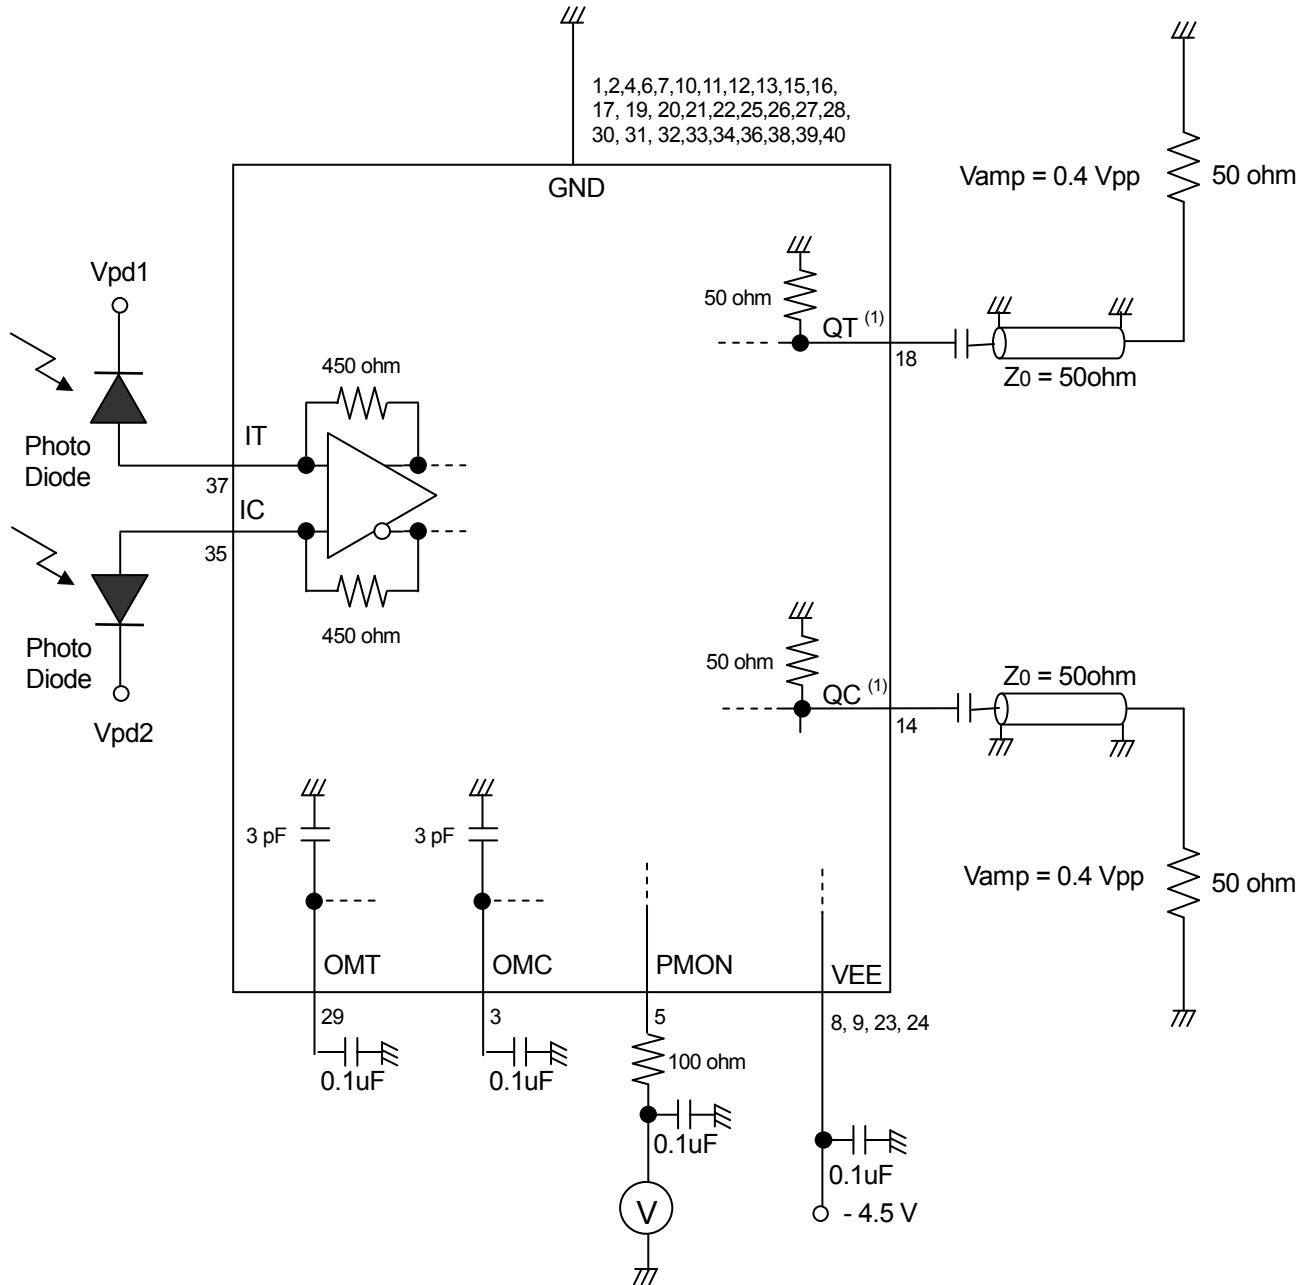 1,2,4,6,7,10,11,12,13,15,16,
17, 19, 20,21,22,25,26,27,28,
30, 31, 32,33,34,36,38,39,40
GND
Vamp = 0.4 Vpp
50 ohm
Vpd1
50 ohm
QT (1)
18
Z0 = 50ohm
450 ohm
Photo
Diode
IT
37
IC
35
450 ohm
Photo
Diode
Vpd2
50 ohm
QC (1)
14
Z0 = 50ohm
3 pF
3 pF
Vamp = 0.4 Vpp
50 ohm
OMT
OMC
PMON
VEE
29
3
5
8, 9, 23, 24
0.1uF
0.1uF
100 ohm
0.1uF
0.1uF
V
- 4.5 V